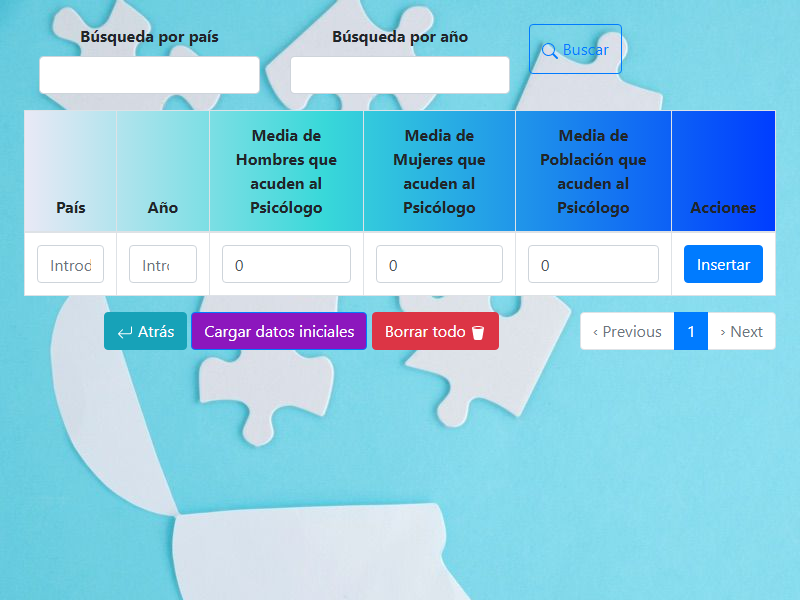 Búsqueda por país
Búsqueda por año
Buscar
País
Año
Media de
Hombres que
acuden al
Psicólogo
Media de
Mujeres que
acuden al
Psicólogo
Media de
Población que
acuden al
Psicólogo
Acciones
Introd
Intro
0
0
0
Insertar
Atrás
Cargar datos iniciales
Borrar todo
‹ Previous
1
› Next